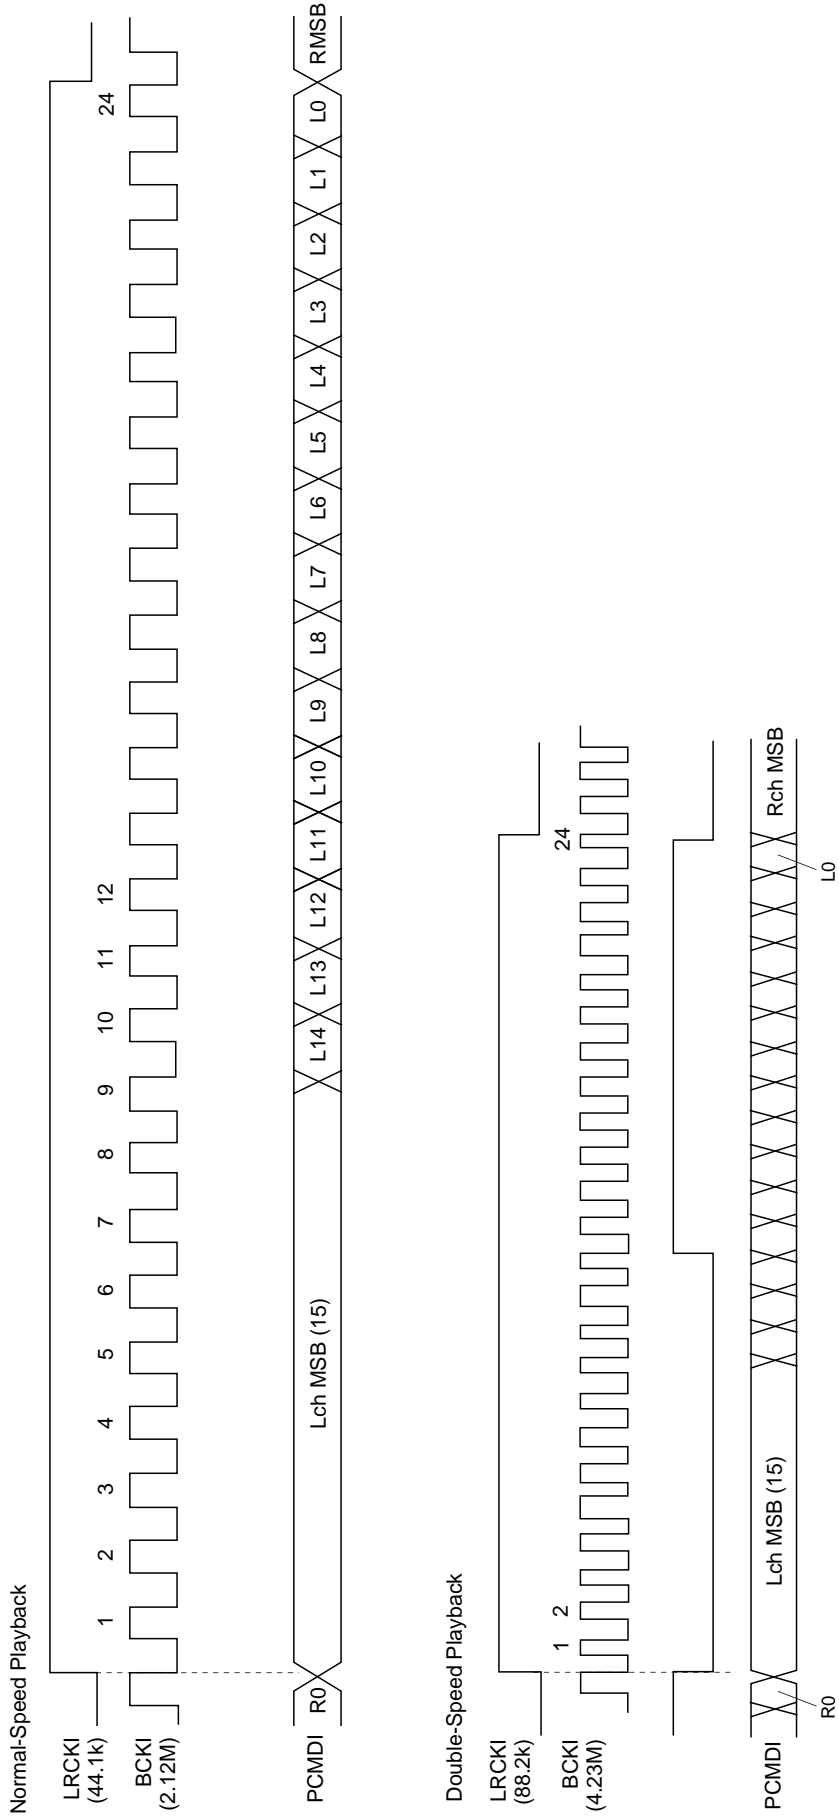 Normal-Speed Playback
LRCKI
(44.1k)
1 2 3 4 5 6 7 8 9 10 11 12 24
BCKI
(2.12M)
PCMDI
R0 Lch MSB (15) L14 L13 L12 L11 L10 L9 L8 L7 L6 L5 L4 L3 L2 L1 L0 RMSB
Double-Speed Playback
LRCKI
(88.2k)
1 2 24
BCKI
(4.23M)
PCMDI
Lch MSB (15) Rch MSB
R0 L0